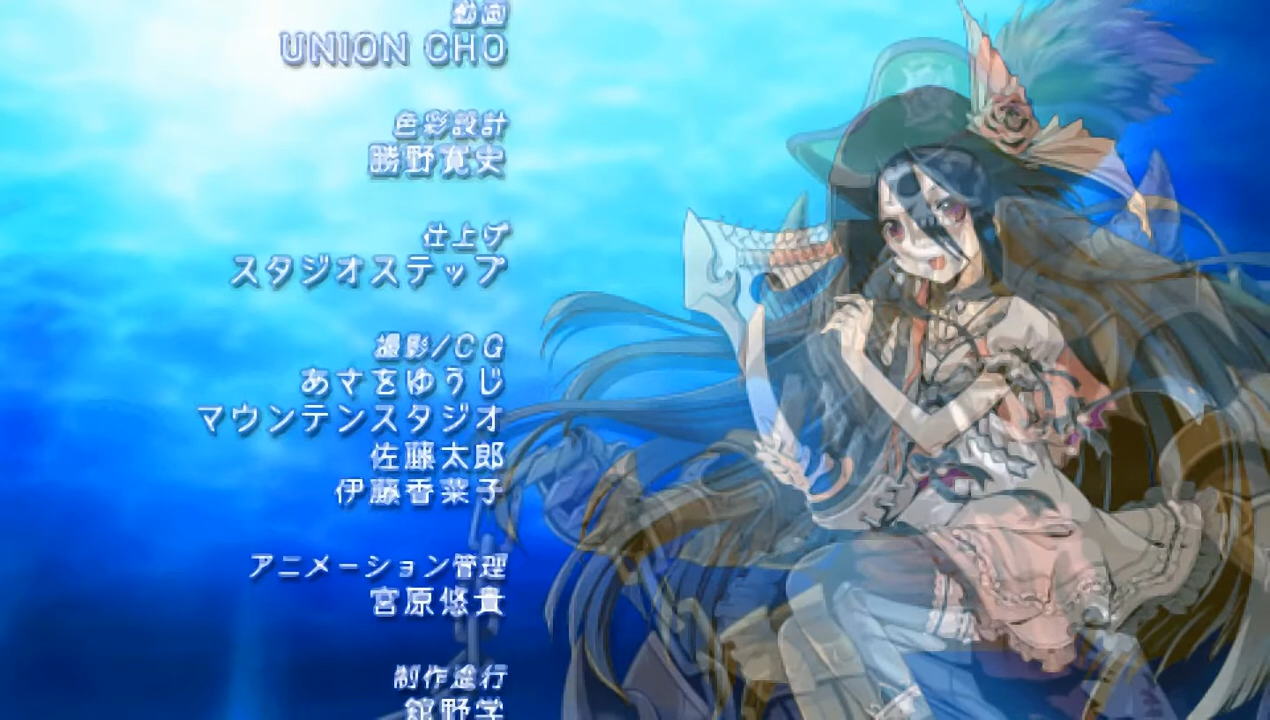 動画
UNION CHO
色彩設計
勝野寛史
仕上げ
スタジオステップ
撮影/CG
あさをゆうじ
マウンテンスタジオ
佐藤太郎
伊藤香菜子
アニメーション管理
宮原悠貴
制作進行
舘野学